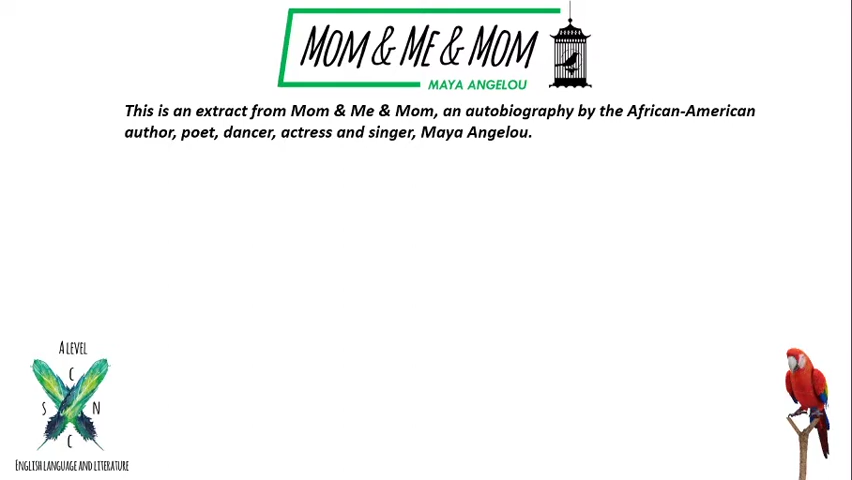 MOM & ME & MOM
MAYA ANGELOU
This is an extract from Mom & Me & Mom, an autobiography by the African-American
author, poet, dancer, actress and singer, Maya Angelou.
A LEVEL
C
S N
C
ENGLISH LANGUAGE AND LITERATURE